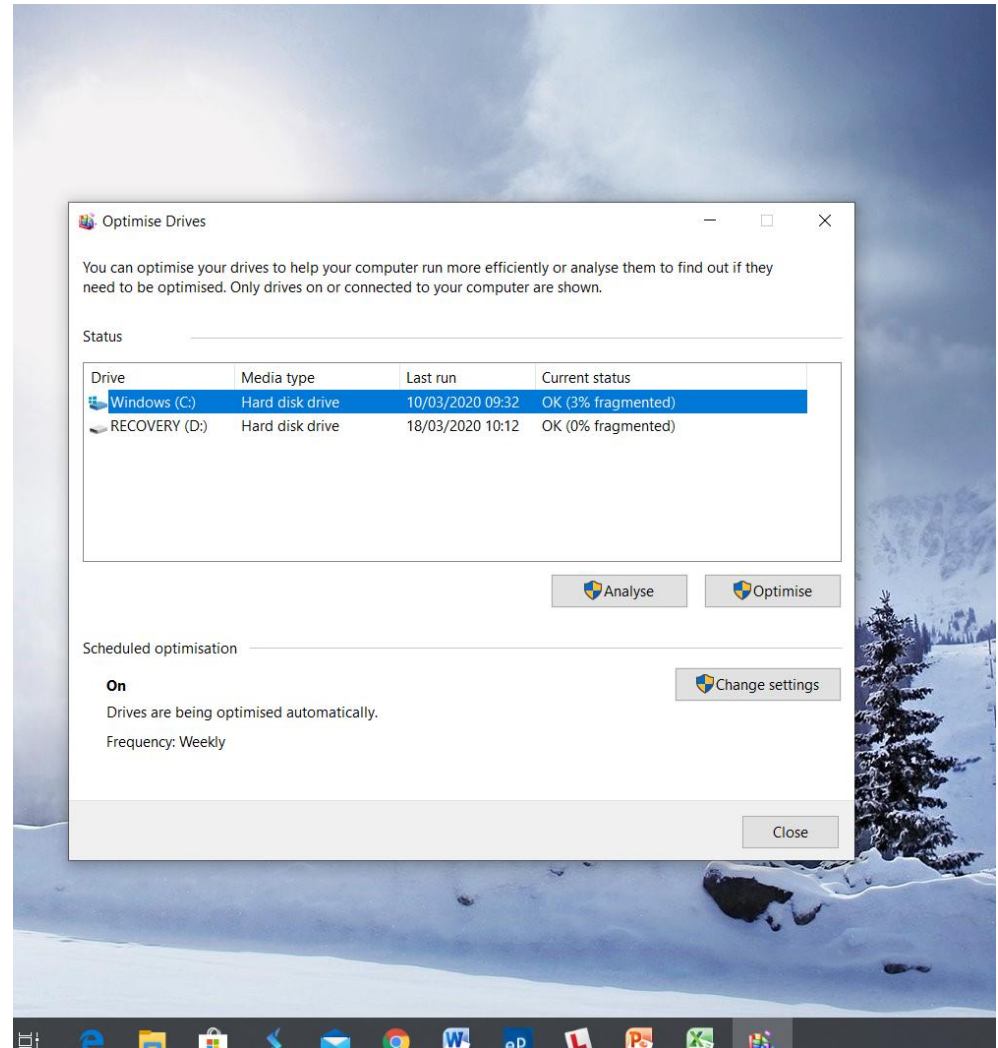 Optimise Drives
You can optimise your drives to help your computer run more efficiently or analyse them to find out if they
need to be optimised. Only drives on or connected to your computer are shown.
Status
Drive Media type Last run Current status
Windows (C:) Hard disk drive 10/03/2020 09:32 OK (3% fragmented)
RECOVERY (D:) Hard disk drive 18/03/2020 10:12 OK (0% fragmented)
Analyse Optimise
Scheduled optimisation
On
Change settings
Drives are being optimised automatically.
Frequency: Weekly
Close